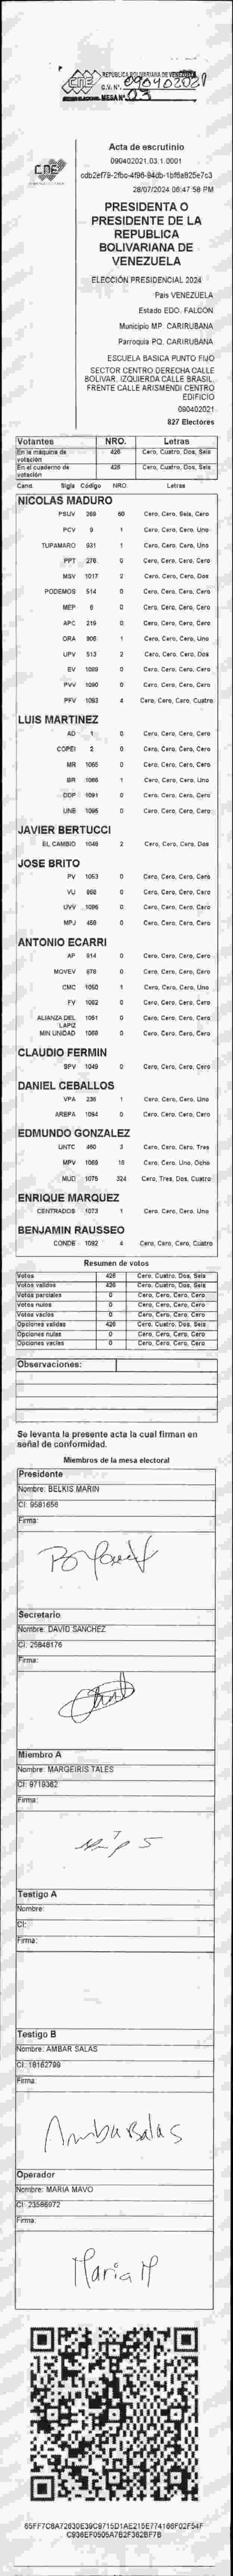 REPÚBLICA BOLIVARIANA DE VENEZUELA
C.V. N°. 090402021
MESA N° 03
CNE
Acta de escrutinio
090402021.03.1.0001
28/07/2024 06:47:58 PM
PRESIDENTA O
PRESIDENTE DE LA
REPUBLICA
BOLIVARIANA DE
VENEZUELA
ELECCIÓN PRESIDENCIAL 2024
Pais VENEZUELA
Estado EDO. FALCON
Municipio MP. CARIRUBANA
Parroquia PQ. CARIRUBANA
ESCUELA BASICA PUNTO FIJO
SECTOR CENTRO DERECHA CALLE
BOLIVAR. IZQUIERDA CALLE BRASIL.
FRENTE CALLE ARISMENDI CENTRO
EDIFICIO
090402021
827 Electores
Votantes NRO. Letras
En la máquina de votación 426 Cero, Cuatro, Dos, Seis
En el cuaderno de votación 426 Cero, Cuatro, Dos, Seis
Cand. Sigla Código NRO. Letras
NICOLAS MADURO
PSUV 269 60 Cero, Cero, Seis, Cero
PCV 9 1 Cero, Cero, Cero, Uno
TUPAMARO 931 1 Cero, Cero, Cero, Uno
PPT 276 0 Cero, Cero, Cero, Cero
MSV 1017 2 Cero, Cero, Cero, Dos
PODEMOS 514 0 Cero, Cero, Cero, Cero
MEP 6 0 Cero, Cero, Cero, Cero
APC 219 0 Cero, Cero, Cero, Cero
ORA 906 1 Cero, Cero, Cero, Uno
UPV 513 2 Cero, Cero, Cero, Dos
EV 1089 0 Cero, Cero, Cero, Cero
PVV 1090 0 Cero, Cero, Cero, Cero
PFV 1093 4 Cero, Cero, Cero, Cuatro
LUIS MARTINEZ
AD 1 0 Cero, Cero, Cero, Cero
COPEI 2 0 Cero, Cero, Cero, Cero
MR 1065 0 Cero, Cero, Cero, Cero
BR 1066 1 Cero, Cero, Cero, Uno
DDP 1091 0 Cero, Cero, Cero, Cero
UNE 1095 0 Cero, Cero, Cero, Cero
JAVIER BERTUCCI
EL CAMBIO 1048 2 Cero, Cero, Cero, Dos
JOSE BRITO
PV 1053 0 Cero, Cero, Cero, Cero
VU 868 0 Cero, Cero, Cero, Cero
UVV 1096 0 Cero, Cero, Cero, Cero
MPJ 458 0 Cero, Cero, Cero, Cero
ANTONIO ECARRI
AP 914 0 Cero, Cero, Cero, Cero
MOVEV 978 0 Cero, Cero, Cero, Cero
CMC 1050 1 Cero, Cero, Cero, Uno
FV 1062 0 Cero, Cero, Cero, Cero
ALIANZA DEL LAPIZ 1061 0 Cero, Cero, Cero, Cero
MIN UNIDAD 1068 0 Cero, Cero, Cero, Cero
CLAUDIO FERMIN
SPV 1049 0 Cero, Cero, Cero, Cero
DANIEL CEBALLOS
VPA 236 1 Cero, Cero, Cero, Uno
AREPA 1094 0 Cero, Cero, Cero, Cero
EDMUNDO GONZALEZ
UNTC 460 3 Cero, Cero, Cero, Tres
MPV 1069 18 Cero, Cero, Uno, Ocho
MUD 1075 324 Cero, Tres, Dos, Cuatro
ENRIQUE MARQUEZ
CENTRADOS 1073 1 Cero, Cero, Cero, Uno
BENJAMIN RAUSSEO
CONDE 1092 4 Cero, Cero, Cero, Cuatro
Resumen de votos
Votos 426 Cero, Cuatro, Dos, Seis
Votos validos 426 Cero, Cuatro, Dos, Seis
Votos parciales 0 Cero, Cero, Cero, Cero
Votos nulos 0 Cero, Cero, Cero, Cero
Votos vacios 0 Cero, Cero, Cero, Cero
Opciones validas 426 Cero, Cuatro, Dos, Seis
Opciones nulas 0 Cero, Cero, Cero, Cero
Opciones vacias 0 Cero, Cero, Cero, Cero
Observaciones:
Se levanta la presente acta la cual firman en
señal de conformidad.
Miembros de la mesa electoral
Presidente
Nombre: BELKIS MARIN
CI: 9581656
Firma:
Secretario
Nombre: DAVID SANCHEZ
CI: 25848176
Firma:
Miembro A
Nombre: MARGEIRIS TALES
CI: 9719362
Firma:
Testigo A
Nombre:
CI:
Firma:
Testigo B
Nombre: AMBAR SALAS
CI: 18162799
Firma:
Ambar Salas
Operador
Nombre: MARIA MAVO
CI: 23586972
Firma:
Maria M